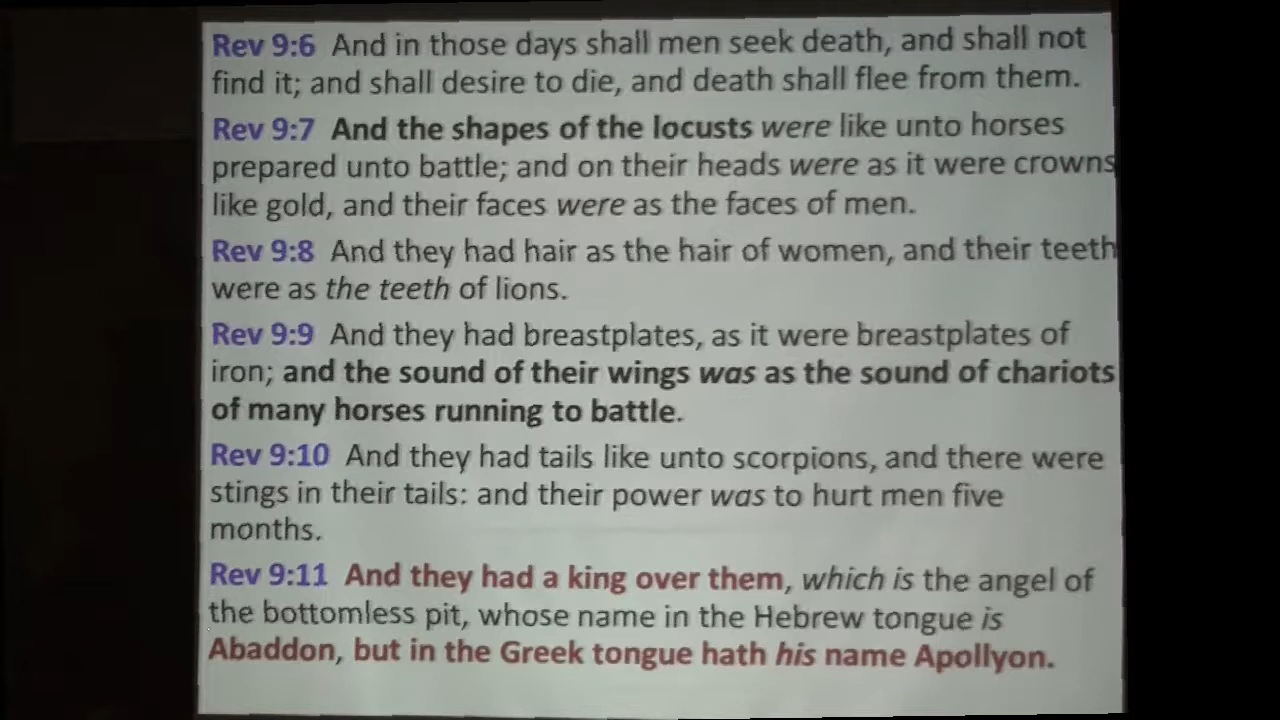 Rev 9:6 And in those days shall men seek death, and shall not
find it; and shall desire to die, and death shall flee from them.
Rev 9:7 And the shapes of the locusts were like unto horses
prepared unto battle; and on their heads were as it were crowns
like gold, and their faces were as the faces of men.
Rev 9:8 And they had hair as the hair of women, and their teeth
were as the teeth of lions.
Rev 9:9 And they had breastplates, as it were breastplates of
iron; and the sound of their wings was as the sound of chariots
of many horses running to battle.
Rev 9:10 And they had tails like unto scorpions, and there were
stings in their tails: and their power was to hurt men five
months.
Rev 9:11 And they had a king over them, which is the angel of
the bottomless pit, whose name in the Hebrew tongue is
Abaddon, but in the Greek tongue hath his name Apollyon.